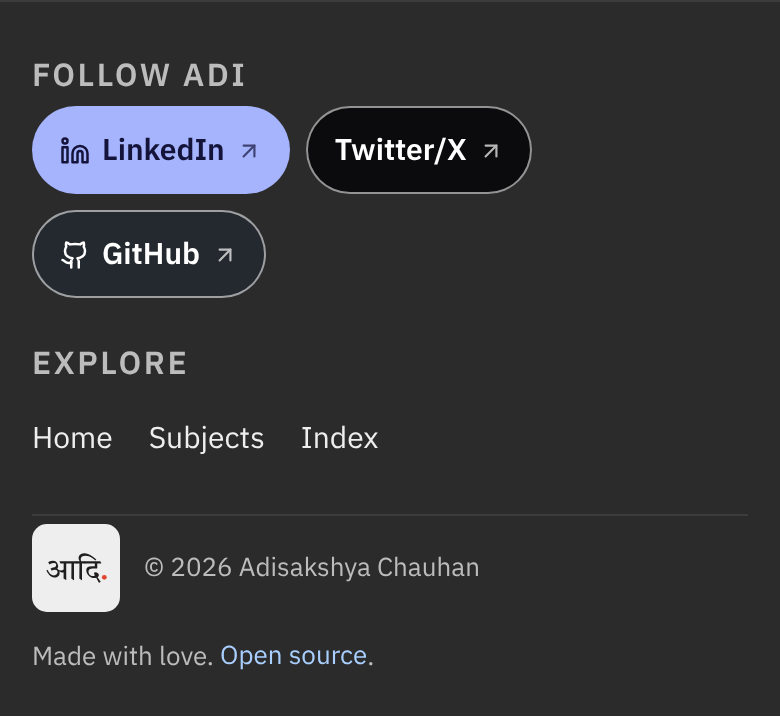 FOLLOW ADI
LinkedIn Twitter/X
GitHub
EXPLORE
Home Subjects Index
आदि.
© 2026 Adisakshya Chauhan
Made with love. Open source.